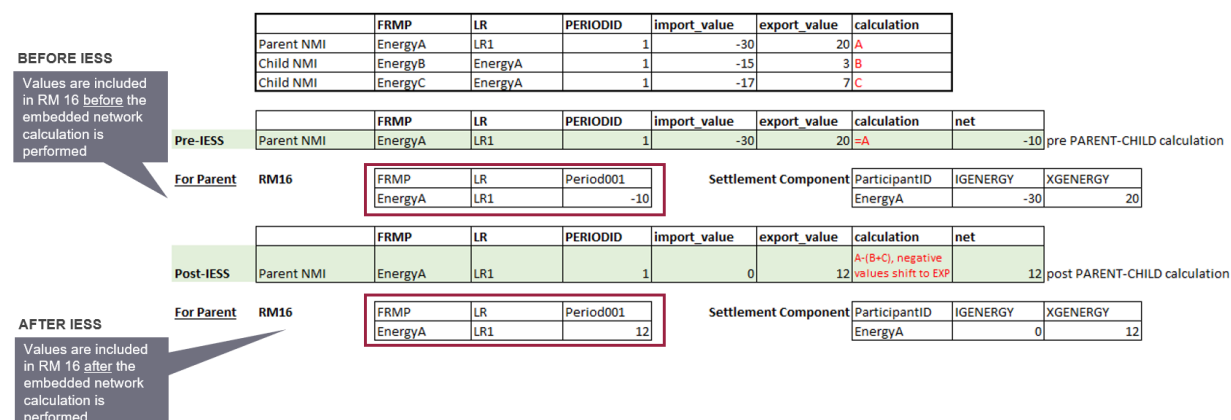 FRMP LR PERIODID import_value export_value calculation
Parent NMI EnergyA LR1 1 -30 20 A
Child NMI EnergyB EnergyA 1 -15 3 B
Child NMI EnergyC EnergyA 1 -17 7 C
BEFORE IESS
Values are included
in RM 16 before the
embedded network
calculation is
performed
FRMP LR PERIODID import_value export_value calculation net
Pre-IESS Parent NMI EnergyA LR1 1 -30 20 =A -10 pre PARENT-CHILD calculation
For Parent RM16
FRMP LR Period001
EnergyA LR1 -10
Settlement Component ParticipantID IGENERGY XGENERGY
EnergyA -30 20
FRMP LR PERIODID import_value export_value calculation net
Post-IESS Parent NMI EnergyA LR1 1 0 12 A-(B+C), negative
values shift to EXP 12 post PARENT-CHILD calculation
For Parent RM16
FRMP LR Period001
EnergyA LR1 12
Settlement Component ParticipantID IGENERGY XGENERGY
EnergyA 0 12
AFTER IESS
Values are included
in RM 16 after the
embedded network
calculation is
performed